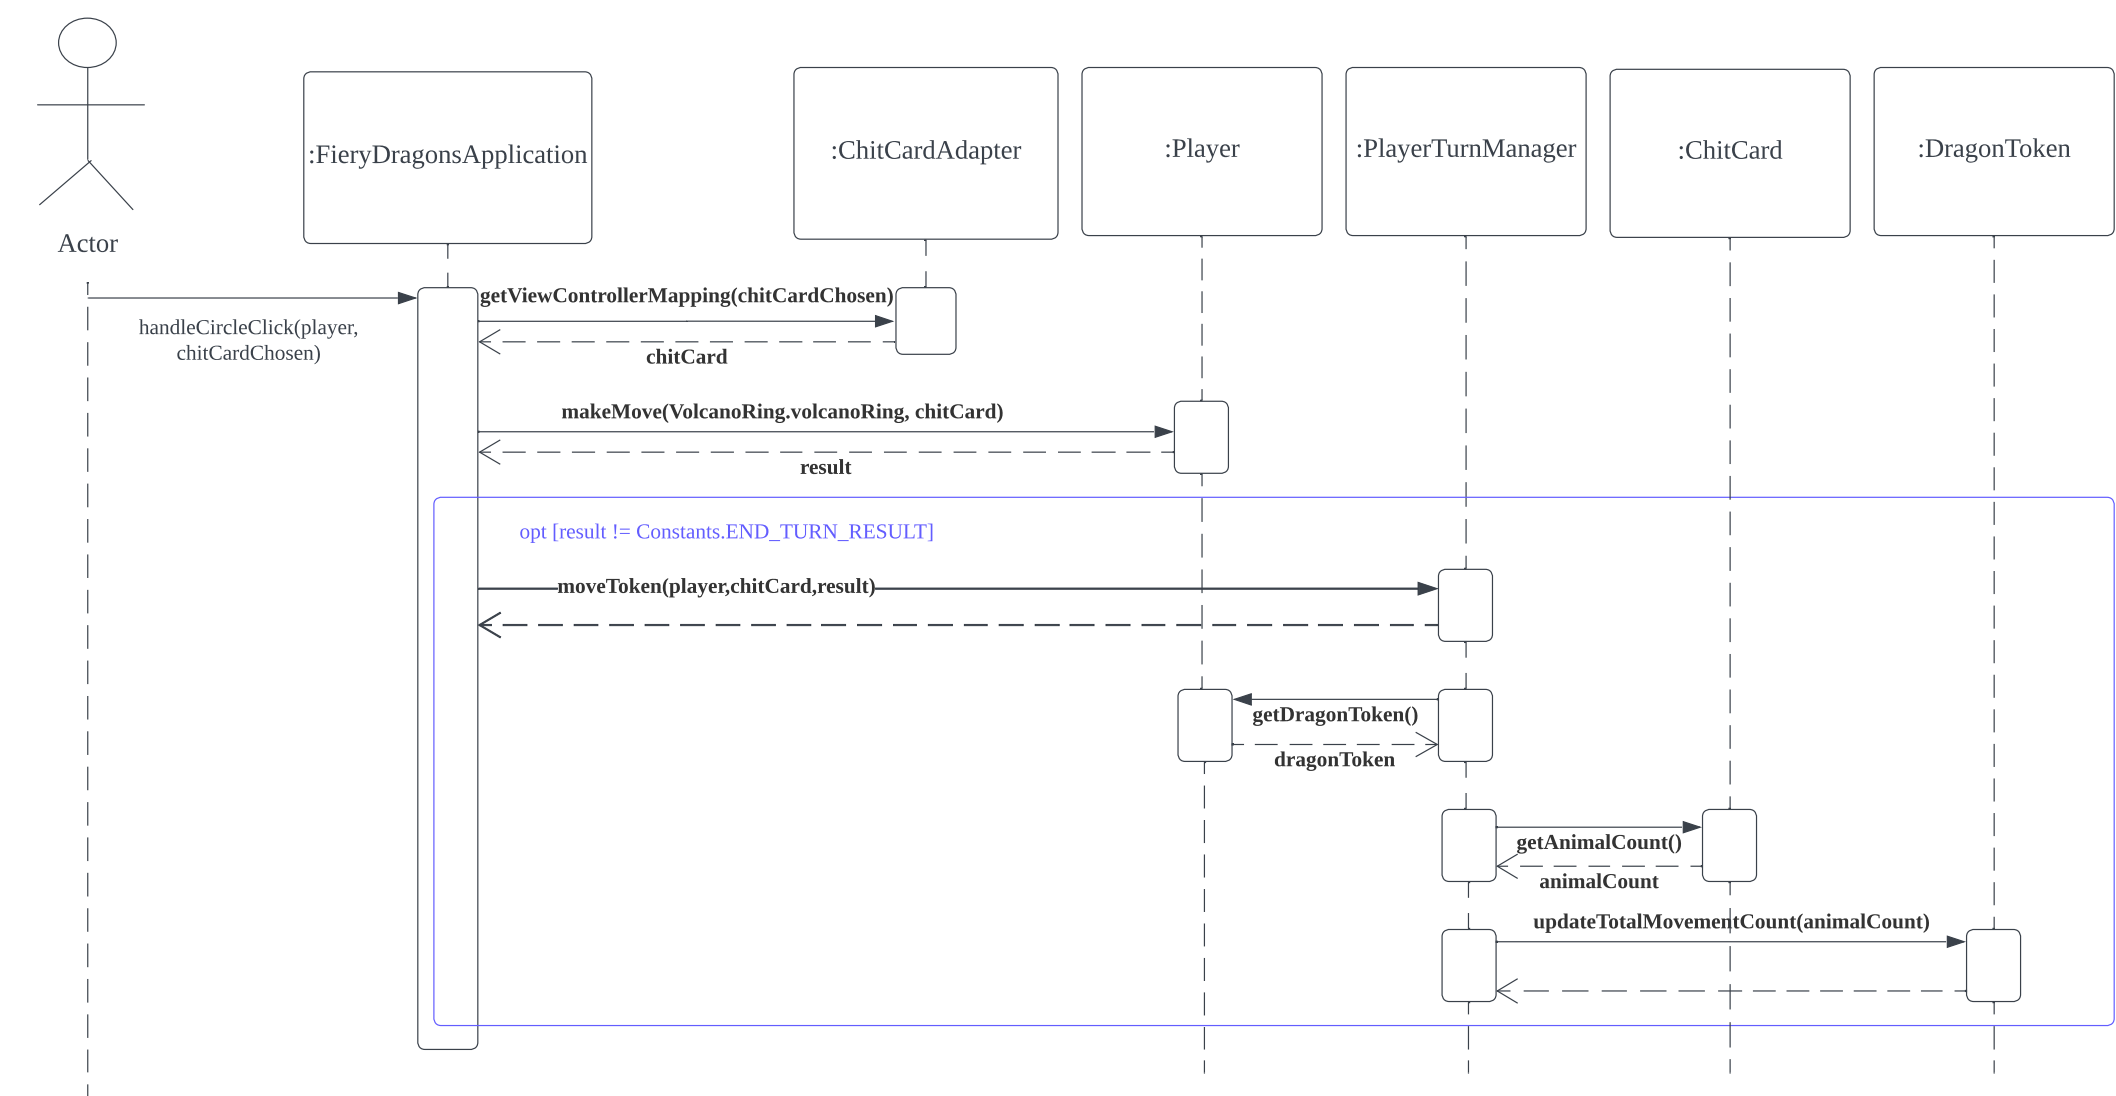 Actor
:FieryDragonsApplication
:ChitCardAdapter
:Player
:PlayerTurnManager
:ChitCard
:DragonToken
handleCircleClick(player,
chitCardChosen)
getViewControllerMapping(chitCardChosen)
chitCard
makeMove(VolcanoRing.volcanoRing, chitCard)
result
opt [result != Constants.END_TURN_RESULT]
moveToken(player,chitCard,result)
getDragonToken()
dragonToken
getAnimalCount()
animalCount
updateTotalMovementCount(animalCount)